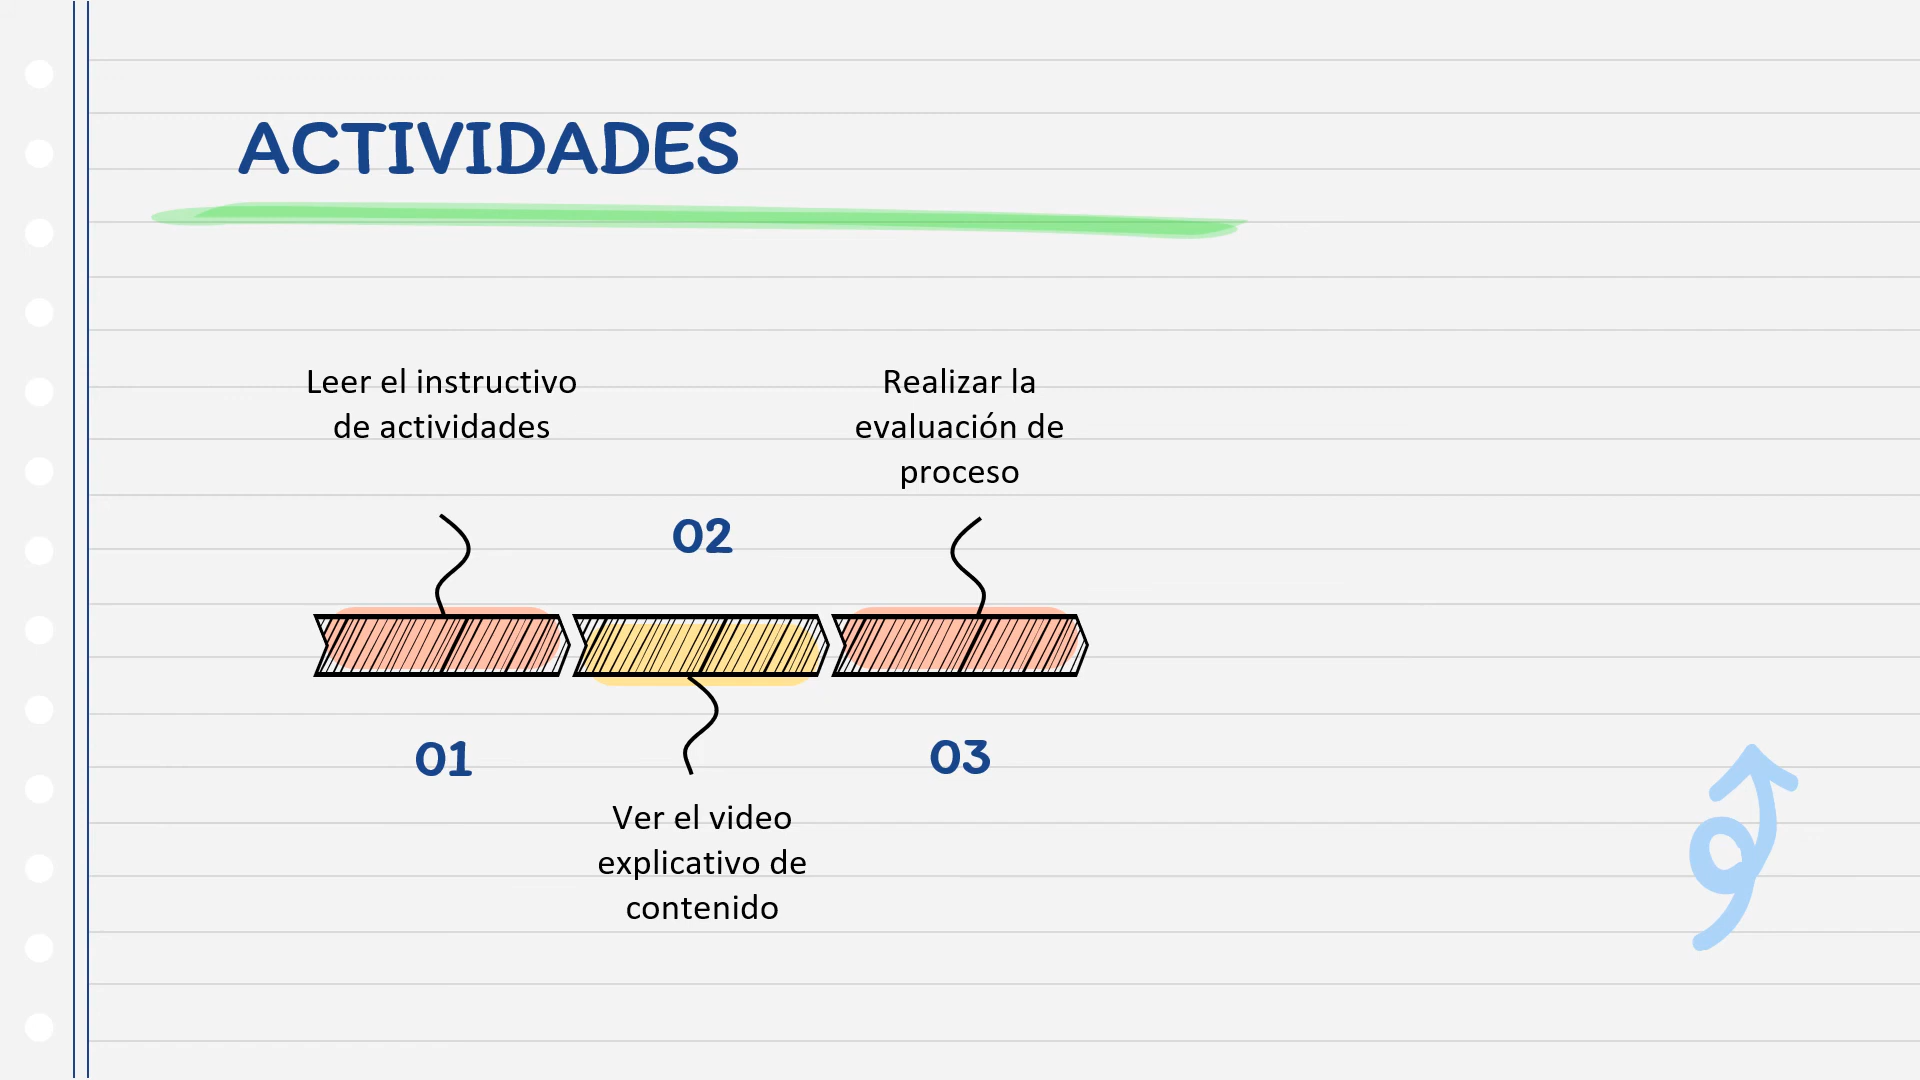 ACTIVIDADES
Leer el instructivo
de actividades
01
02
Ver el video
explicativo de
contenido
Realizar la
evaluación de
proceso
03